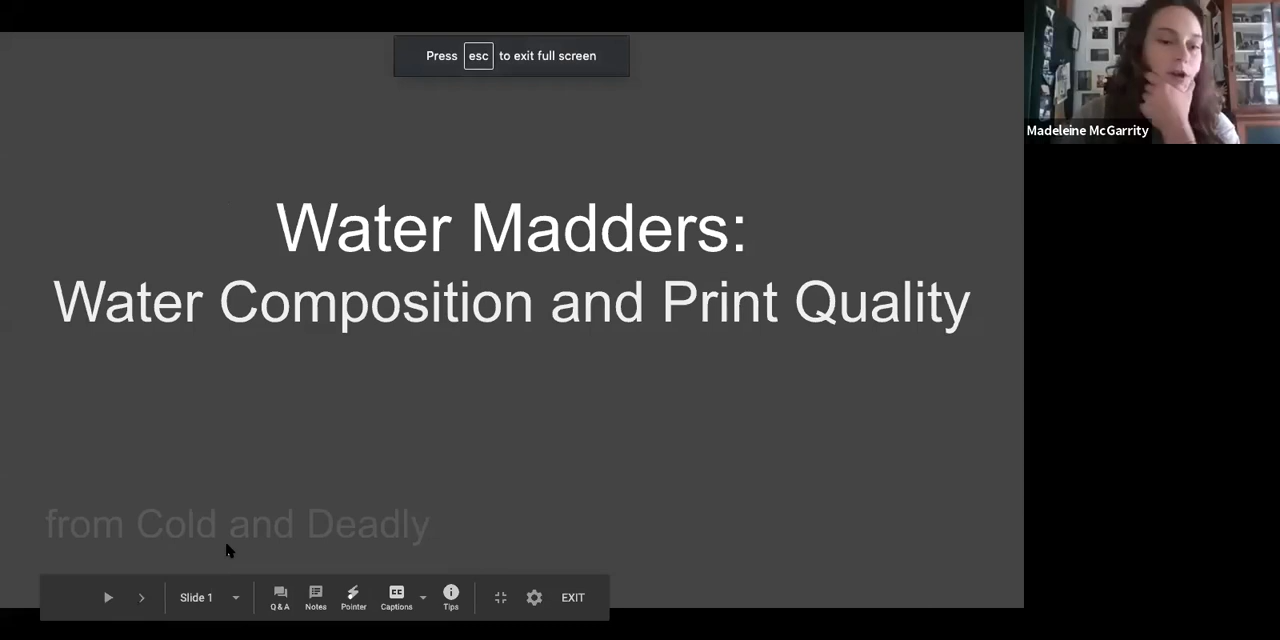 Press esc to exit full screen
Madeleine McGarrity
Water Madders:
Water Composition and Print Quality
from Cold and Deadly
Slide 1
Q & A
Notes
Pointer
CC
Captions
Tips
EXIT